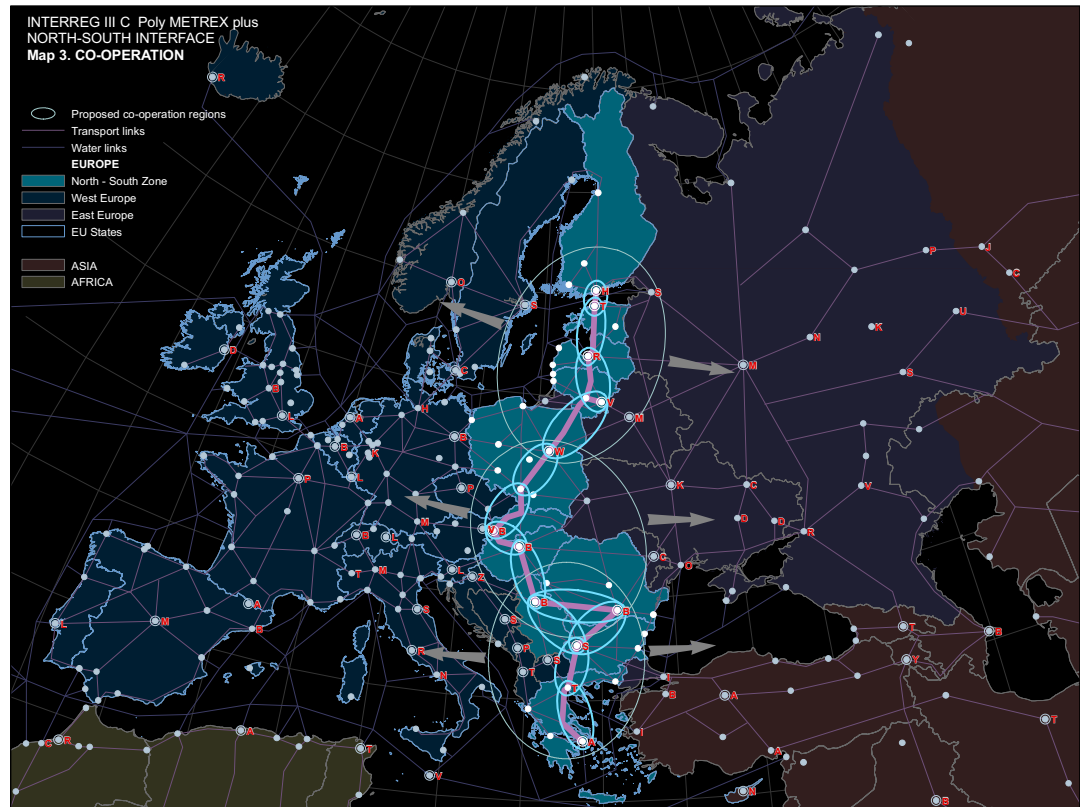 INTERREG III C Poly METREX plus
NORTH-SOUTH INTERFACE
Map 3. CO-OPERATION
R
Proposed co-operation regions
Transport links
Water links
EUROPE
North - South Zone
West Europe
East Europe
EU States
ASIA
AFRICA
P
J
C
O
H
S
S
T
U
N
K
D
R
M
C
S
B
V
A
H
L
M
B
B
K
W
P
L
P
K
C
V
M
D
D
V
B
R
B
L
B
C
O
T
M
L
Z
A
S
B
B
L
M
B
S
T
B
P
S
R
S
Y
N
T
T
I
B
A
T
C
R
A
T
I
A
A
V
N
B